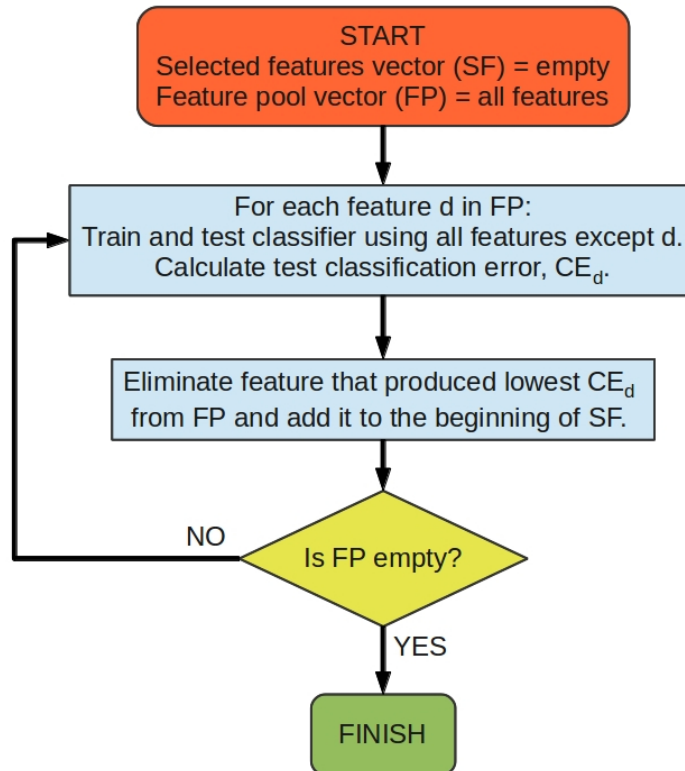 START
Selected features vector (SF) = empty
Feature pool vector (FP) = all features
For each feature d in FP:
Train and test classifier using all features except d.
Calculate test classification error, CE_d.
Eliminate feature that produced lowest CE_d
from FP and add it to the beginning of SF.
Is FP empty?
NO
YES
FINISH